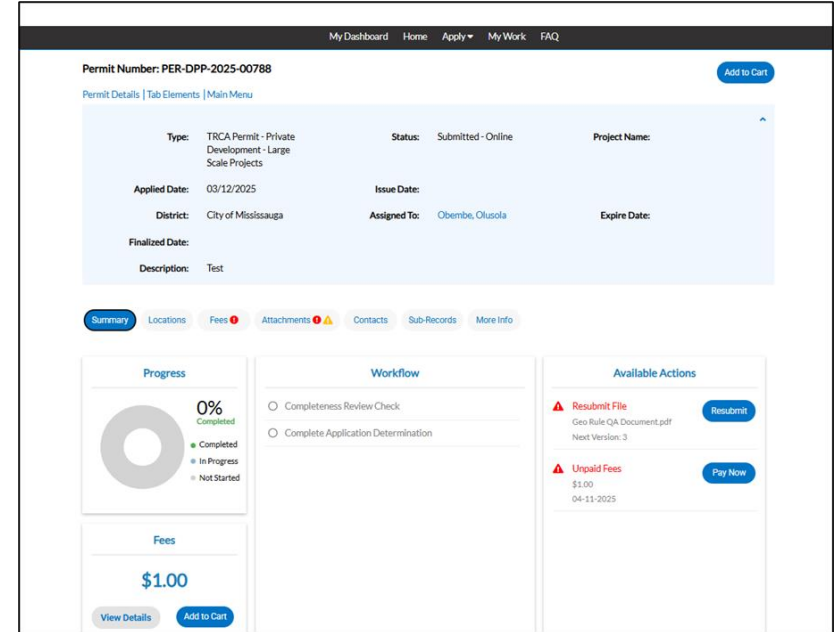 My Dashboard Home Apply My Work FAQ
Permit Number: PER-DPP-2025-00788
Add to Cart
Permit Details | Tab Elements | Main Menu
Type: TRCA Permit - Private Development - Large Scale Projects
Status: Submitted - Online
Project Name:
Applied Date: 03/12/2025
Issue Date:
District: City of Mississauga
Assigned To: Obembe, Olusola
Expire Date:
Finalized Date:
Description: Test
Summary Locations Fees Attachments Contacts Sub-Records More Info
Progress
0%
Completed
Completed
In Progress
Not Started
Workflow
Completeness Review Check
Complete Application Determination
Available Actions
Resubmit File
Geo Rule QA Document.pdf
Next Version: 3
Resubmit
Unpaid Fees
$1.00
04-11-2025
Pay Now
Fees
$1.00
View Details Add to Cart